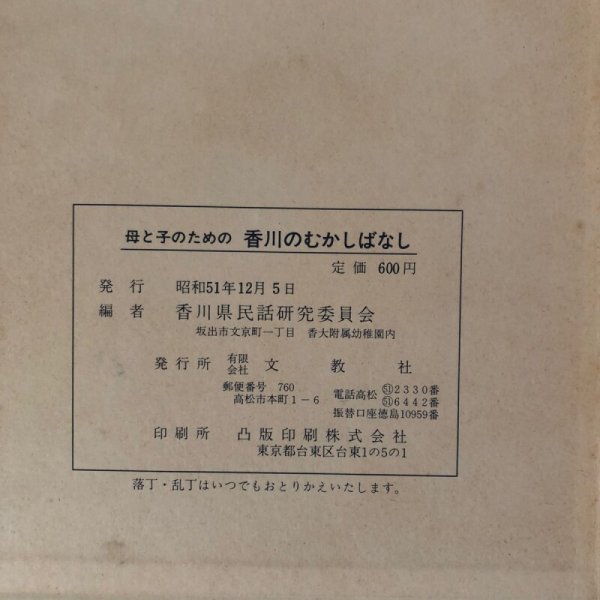 母と子のための 香川のむかしばなし
定価 600円
発行 昭和51年12月5日
編者 香川県民話研究委員会
坂出市文京町一丁目 香大附属幼稚園内
発行所 有限会社 文教社
郵便番号 760
高松市本町1-6
電話高松 ㊿2330番
㊿6442番
振替口座徳島10959番
印刷所 凸版印刷株式会社
東京都台東区台東1の5の1
落丁・乱丁はいつでもおとりかえいたします。